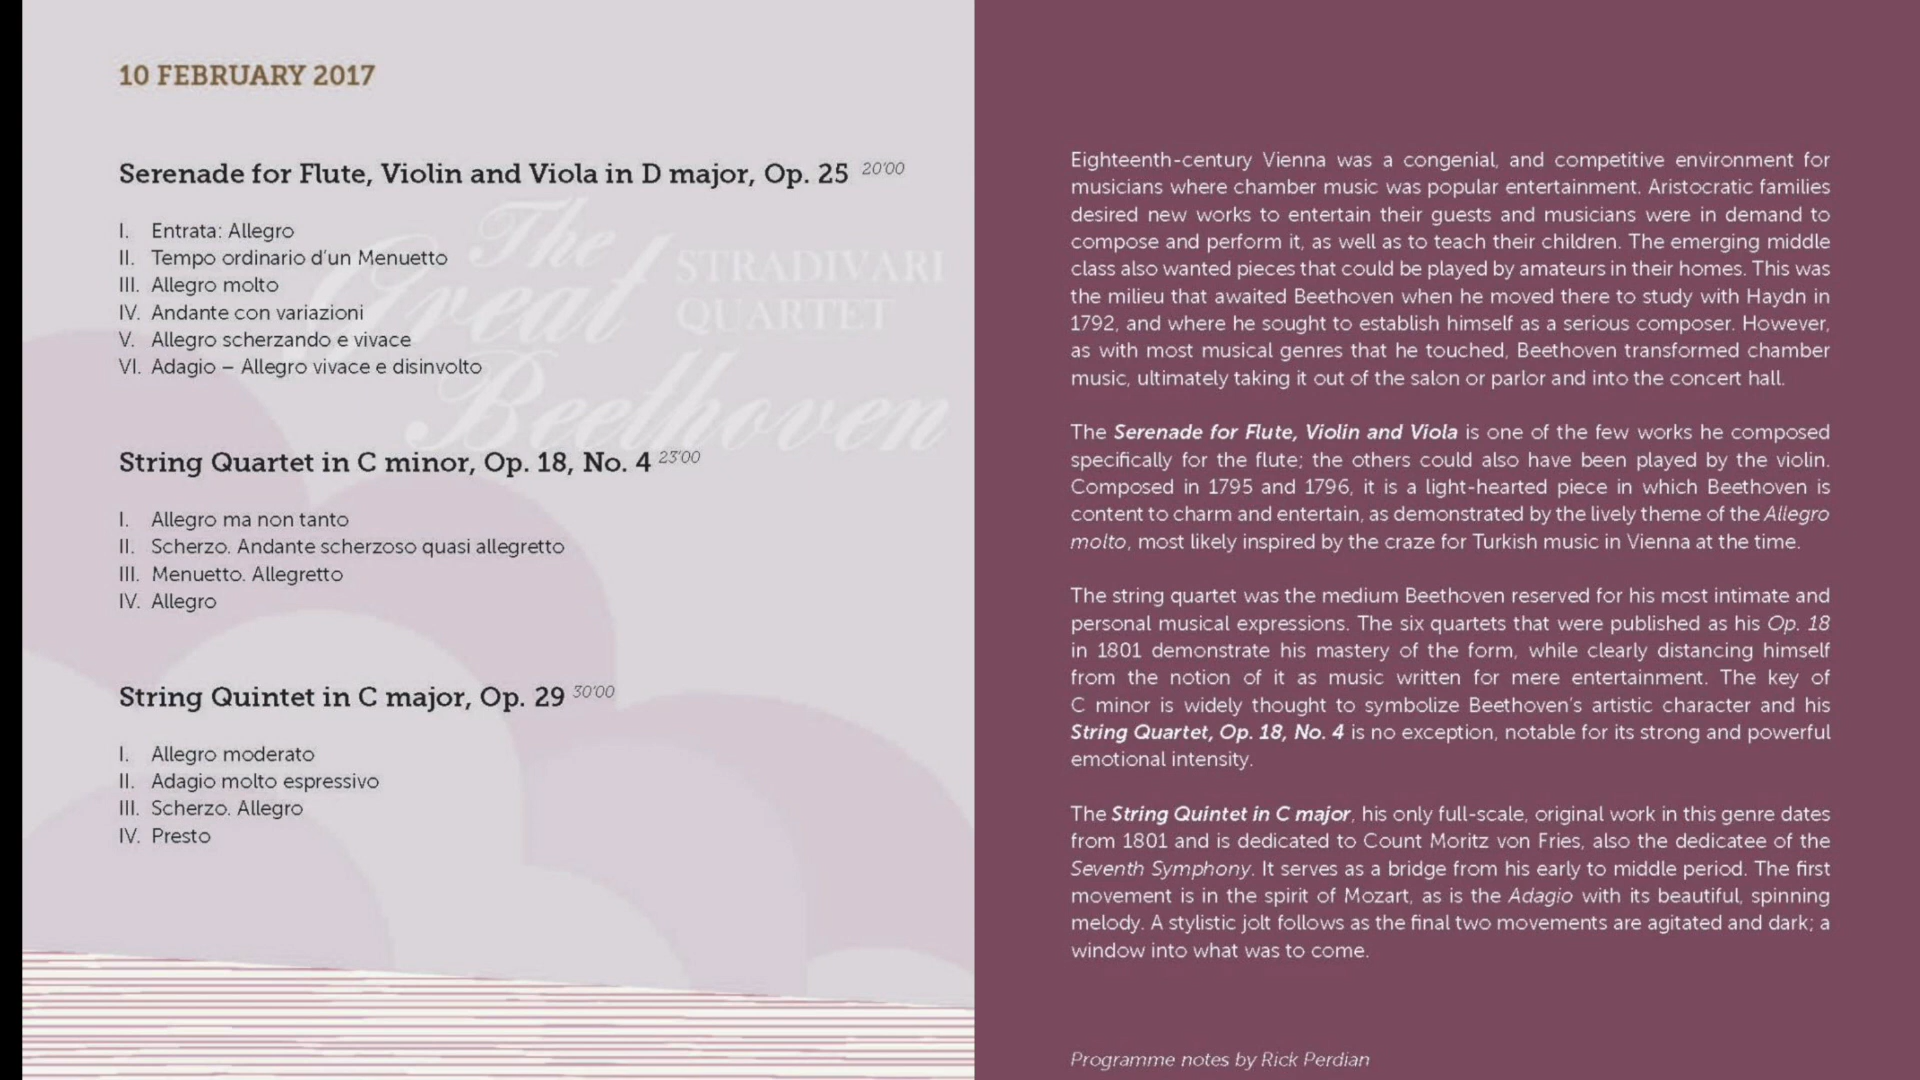 10 FEBRUARY 2017
Serenade for Flute, Violin and Viola in D major, Op. 25 20'00
I. Entrata: Allegro
II. Tempo ordinario d'un Menuetto
III. Allegro molto
IV. Andante con variazioni
V. Allegro scherzando e vivace
VI. Adagio – Allegro vivace e disinvolto
The
Great
Beethoven
STRADIVARI
QUARTET
String Quartet in C minor, Op. 18, No. 4 23'00
I. Allegro ma non tanto
II. Scherzo. Andante scherzoso quasi allegretto
III. Menuetto. Allegretto
IV. Allegro
String Quintet in C major, Op. 29 30'00
I. Allegro moderato
II. Adagio molto espressivo
III. Scherzo. Allegro
IV. Presto
Eighteenth-century Vienna was a congenial, and competitive environment for
musicians where chamber music was popular entertainment. Aristocratic families
desired new works to entertain their guests and musicians were in demand to
compose and perform it, as well as to teach their children. The emerging middle
class also wanted pieces that could be played by amateurs in their homes. This was
the milieu that awaited Beethoven when he moved there to study with Haydn in
1792, and where he sought to establish himself as a serious composer. However,
as with most musical genres that he touched, Beethoven transformed chamber
music, ultimately taking it out of the salon or parlor and into the concert hall.
The Serenade for Flute, Violin and Viola is one of the few works he composed
specifically for the flute; the others could also have been played by the violin.
Composed in 1795 and 1796, it is a light-hearted piece in which Beethoven is
content to charm and entertain, as demonstrated by the lively theme of the Allegro
molto, most likely inspired by the craze for Turkish music in Vienna at the time.
The string quartet was the medium Beethoven reserved for his most intimate and
personal musical expressions. The six quartets that were published as his Op. 18
in 1801 demonstrate his mastery of the form, while clearly distancing himself
from the notion of it as music written for mere entertainment. The key of
C minor is widely thought to symbolize Beethoven's artistic character and his
String Quartet, Op. 18, No. 4 is no exception, notable for its strong and powerful
emotional intensity.
The String Quintet in C major, his only full-scale, original work in this genre dates
from 1801 and is dedicated to Count Moritz von Fries, also the dedicatee of the
Seventh Symphony. It serves as a bridge from his early to middle period. The first
movement is in the spirit of Mozart, as is the Adagio with its beautiful, spinning
melody. A stylistic jolt follows as the final two movements are agitated and dark; a
window into what was to come.
Programme notes by Rick Perdian